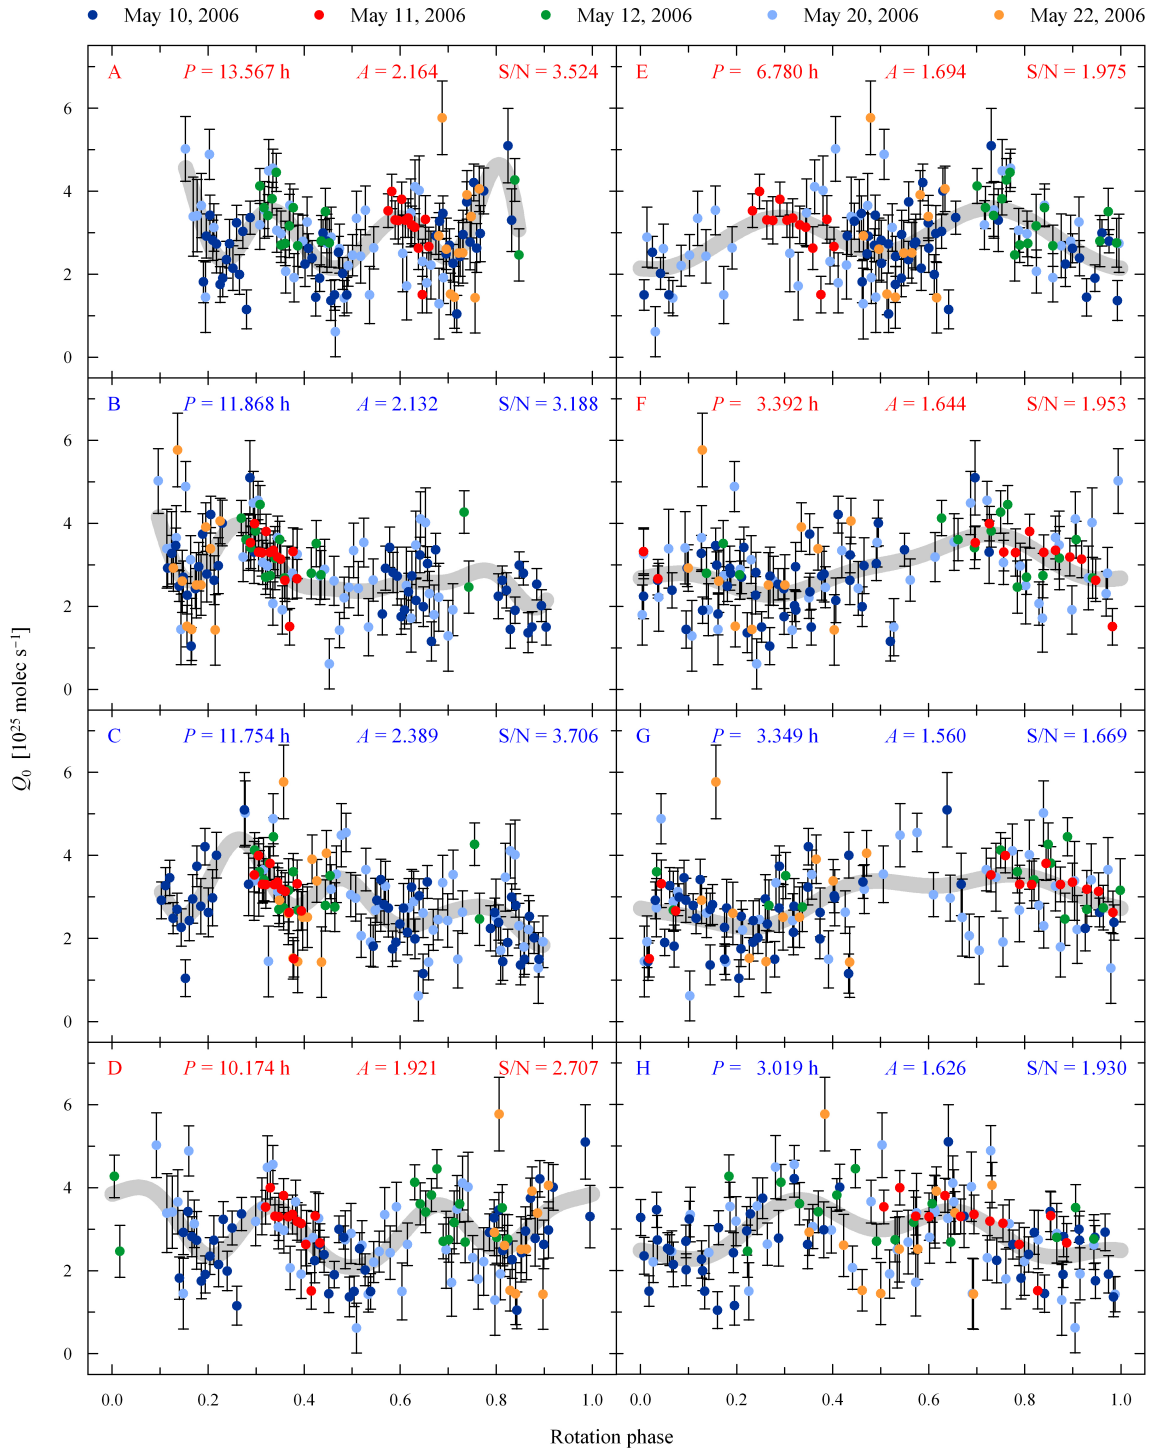 May 10, 2006 May 11, 2006 May 12, 2006 May 20, 2006 May 22, 2006
A P = 13.567 h A = 2.164 S/N = 3.524
E P = 6.780 h A = 1.694 S/N = 1.975
6
4
2
0
B P = 11.868 h A = 2.132 S/N = 3.188
F P = 3.392 h A = 1.644 S/N = 1.953
6
4
2
0
C P = 11.754 h A = 2.389 S/N = 3.706
G P = 3.349 h A = 1.560 S/N = 1.669
6
4
2
0
D P = 10.174 h A = 1.921 S/N = 2.707
H P = 3.019 h A = 1.626 S/N = 1.930
6
4
2
0
Q₀ [10²⁵ molec s⁻¹]
0.0 0.2 0.4 0.6 0.8 1.0
0.0 0.2 0.4 0.6 0.8 1.0
Rotation phase